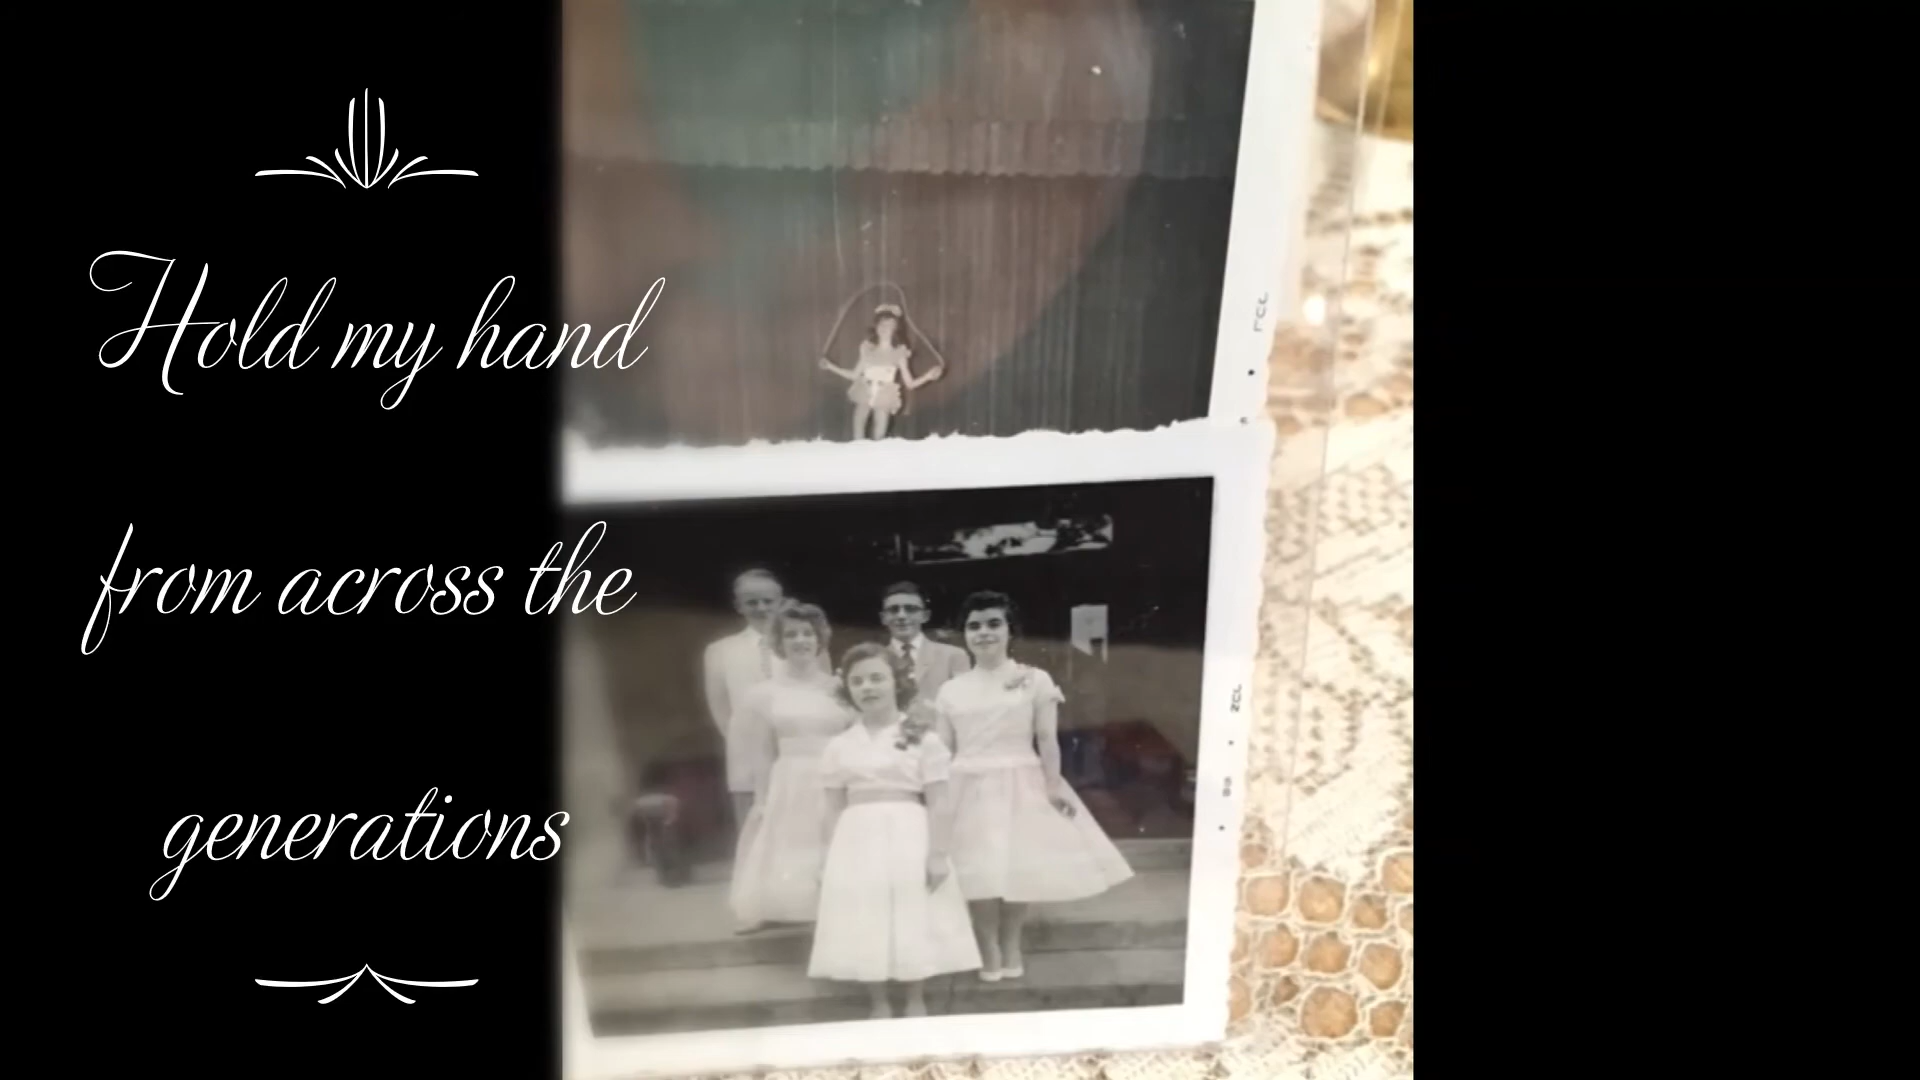 Hold my hand
from across the
generations